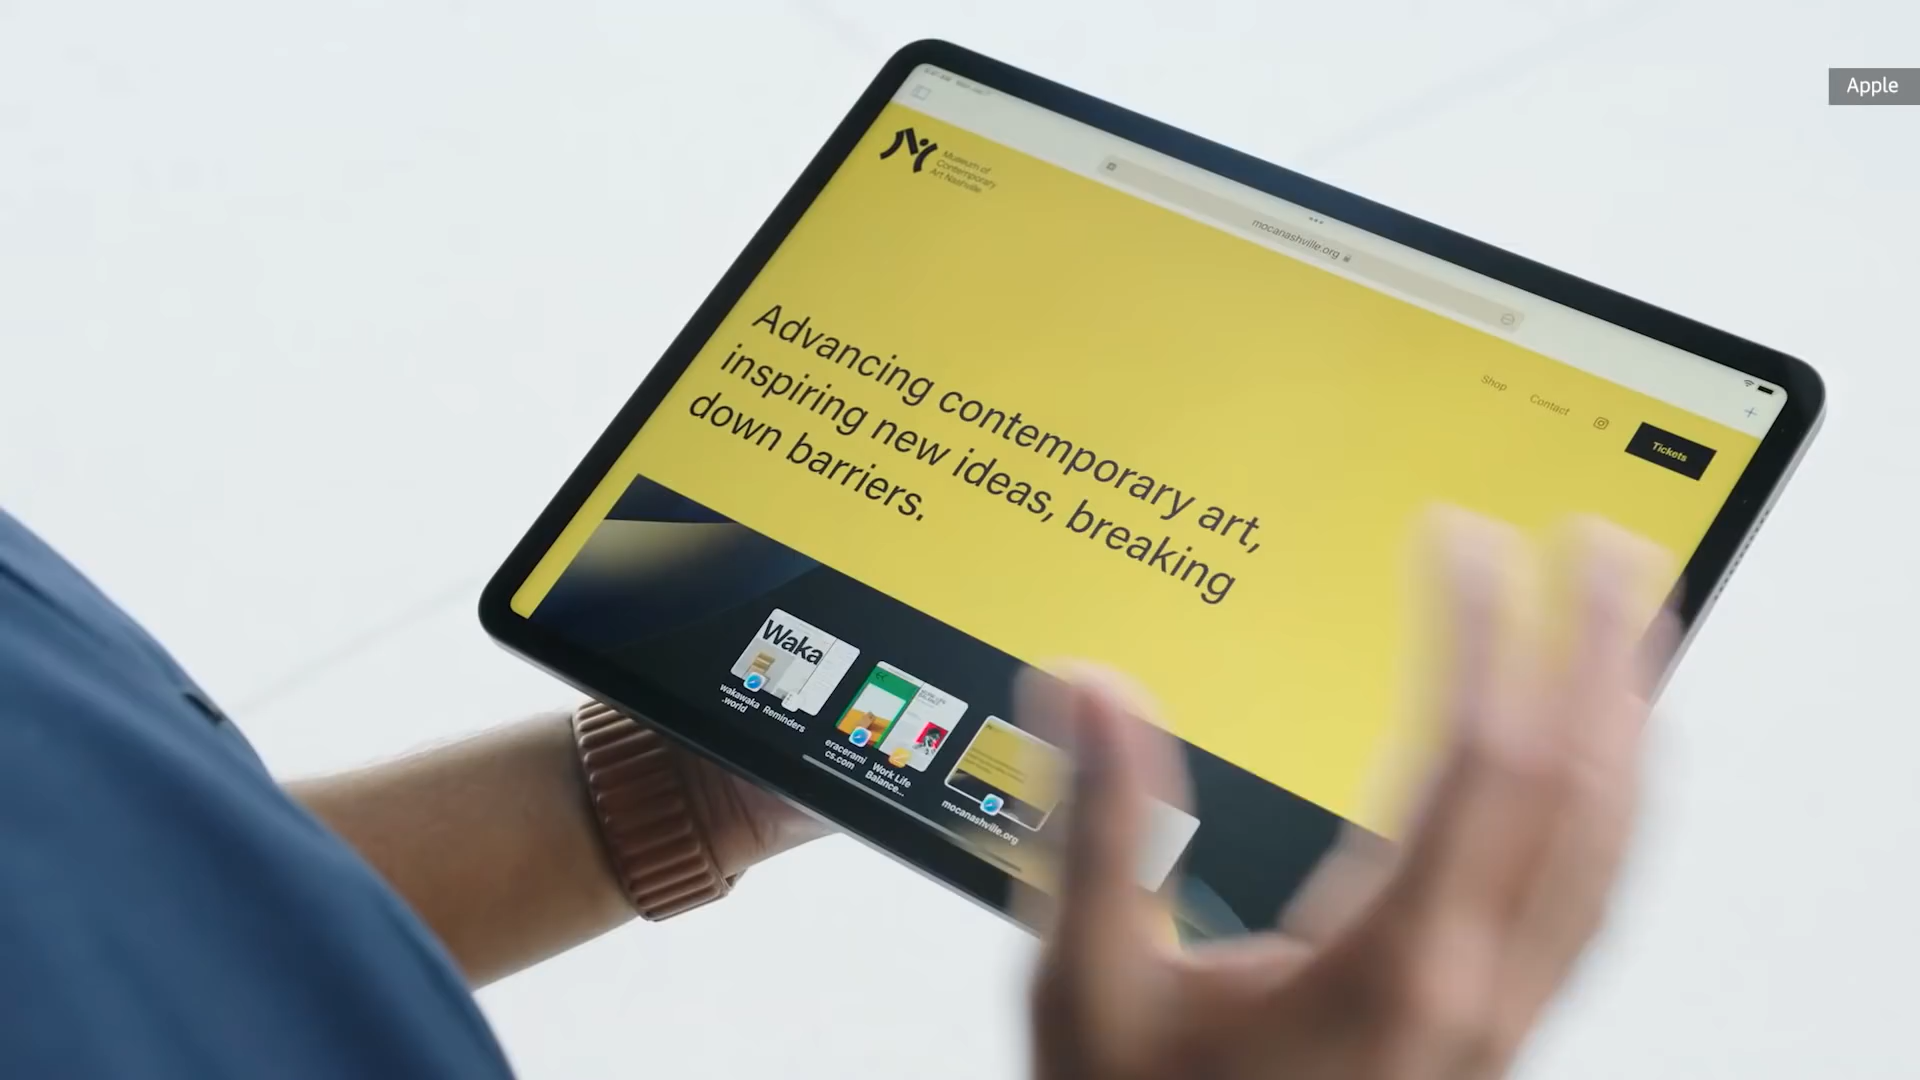 Apple
Museum of
Contemporary
Art Nashville
mocanashville.org
Shop
Contact
Tickets
Advancing contemporary art,
inspiring new ideas, breaking
down barriers.
Waka
wakawaka
.world
Reminders
eracerami
cs.com
Work Life
Balance...
mocanashville.org